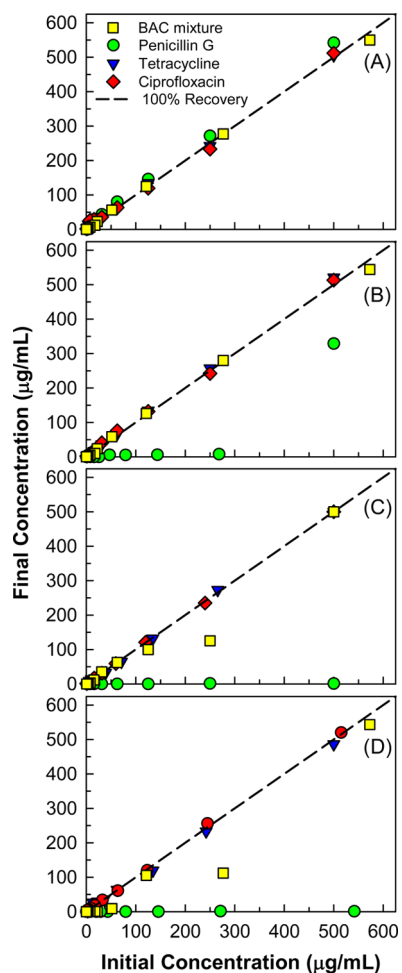 600
500
400
300
200
100
0
BAC mixture
Penicillin G
Tetracycline
Ciprofloxacin
100% Recovery
(A)
600
500
400
300
200
100
0
(B)
600
500
400
300
200
100
0
(C)
600
500
400
300
200
100
0
(D)
0 100 200 300 400 500 600
Final Concentration (µg/mL)
Initial Concentration (µg/mL)